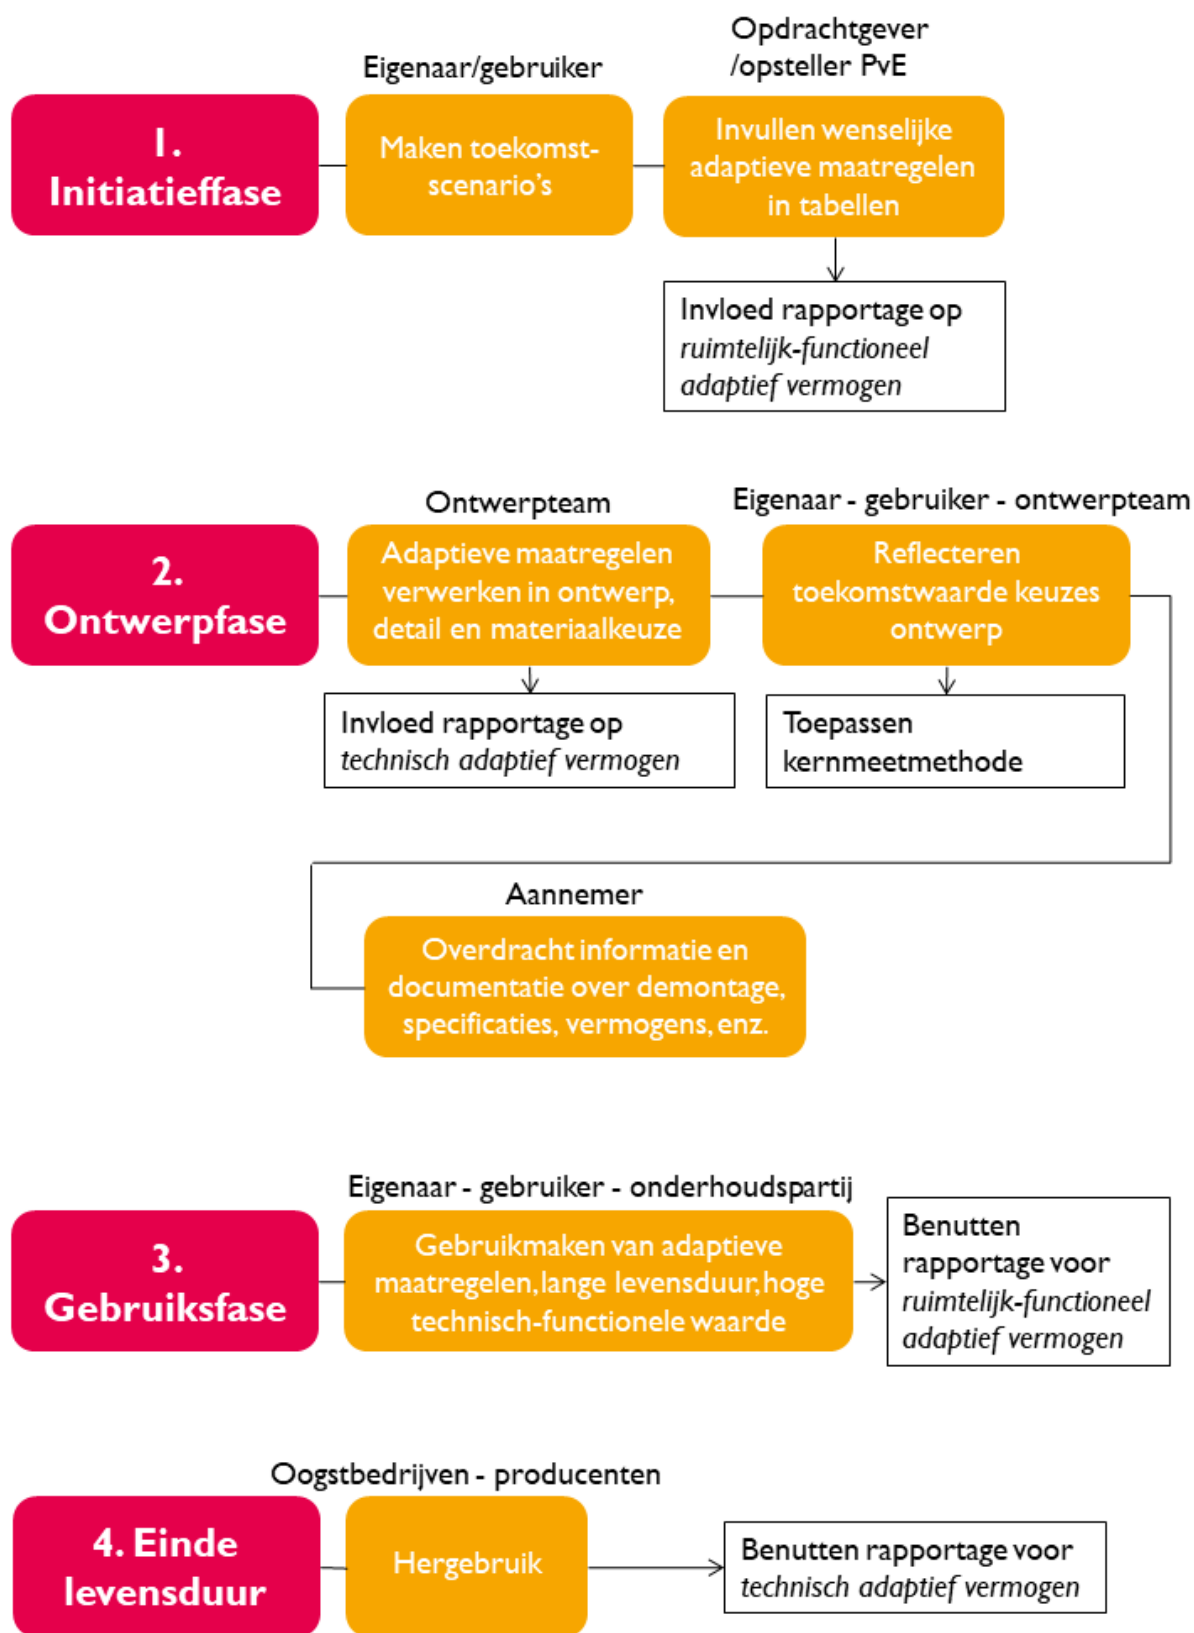 Eigenaar/gebruiker
Opdrachtgever
/opsteller PvE
1.
Initiatieffase
Maken toekomst-
scenario's
Invullen wenselijke
adaptieve maatregelen
in tabellen
Invloed rapportage op
ruimtelijk-functioneel
adaptief vermogen
Ontwerpteam
Eigenaar - gebruiker - ontwerpteam
2.
Ontwerpfase
Adaptieve maatregelen
verwerken in ontwerp,
detail en materiaalkeuze
Reflecteren
toekomstwaarde keuzes
ontwerp
Invloed rapportage op
technisch adaptief vermogen
Toepassen
kernmeetmethode
Aannemer
Overdracht informatie en
documentatie over demontage,
specificaties, vermogens, enz.
Eigenaar - gebruiker - onderhoudspartij
3.
Gebruiksfase
Gebruikmaken van adaptieve
maatregelen, lange levensduur, hoge
technisch-functionele waarde
Benutten
rapportage voor
ruimtelijk-functioneel
adaptief vermogen
Oogstbedrijven - producenten
4. Einde
levensduur
Hergebruik
Benutten rapportage voor
technisch adaptief vermogen